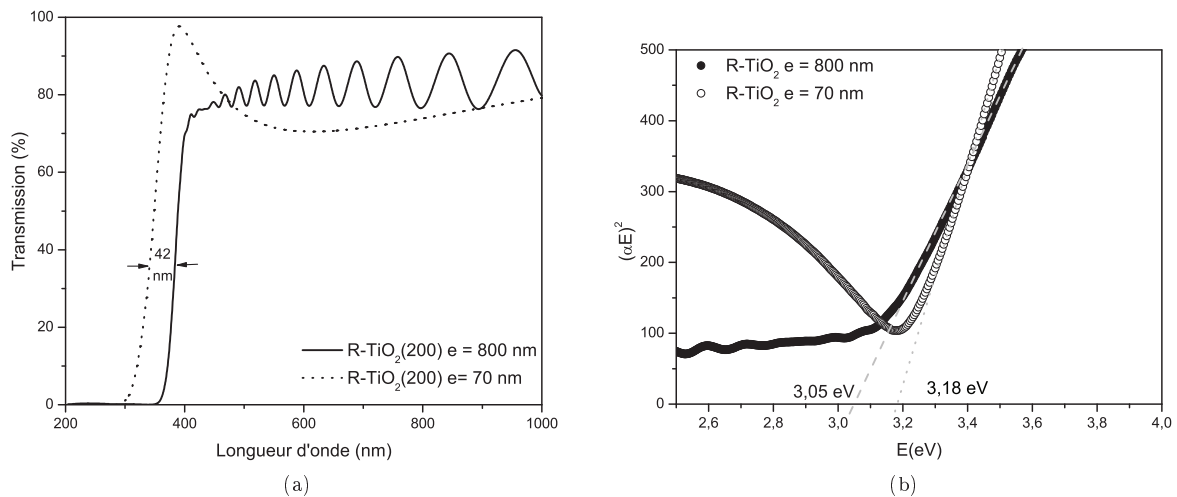 100
80
60
40
20
0
200
400
600
800
1000
Transmission (%)
Longueur d'onde (nm)
42
nm
R-TiO₂(200) e = 800 nm
R-TiO₂(200) e= 70 nm
(a)
500
400
300
200
100
0
2,6
2,8
3,0
3,2
3,4
3,6
3,8
4,0
(αE)²
E(eV)
R-TiO₂ e = 800 nm
R-TiO₂ e = 70 nm
3,05 eV
3,18 eV
(b)